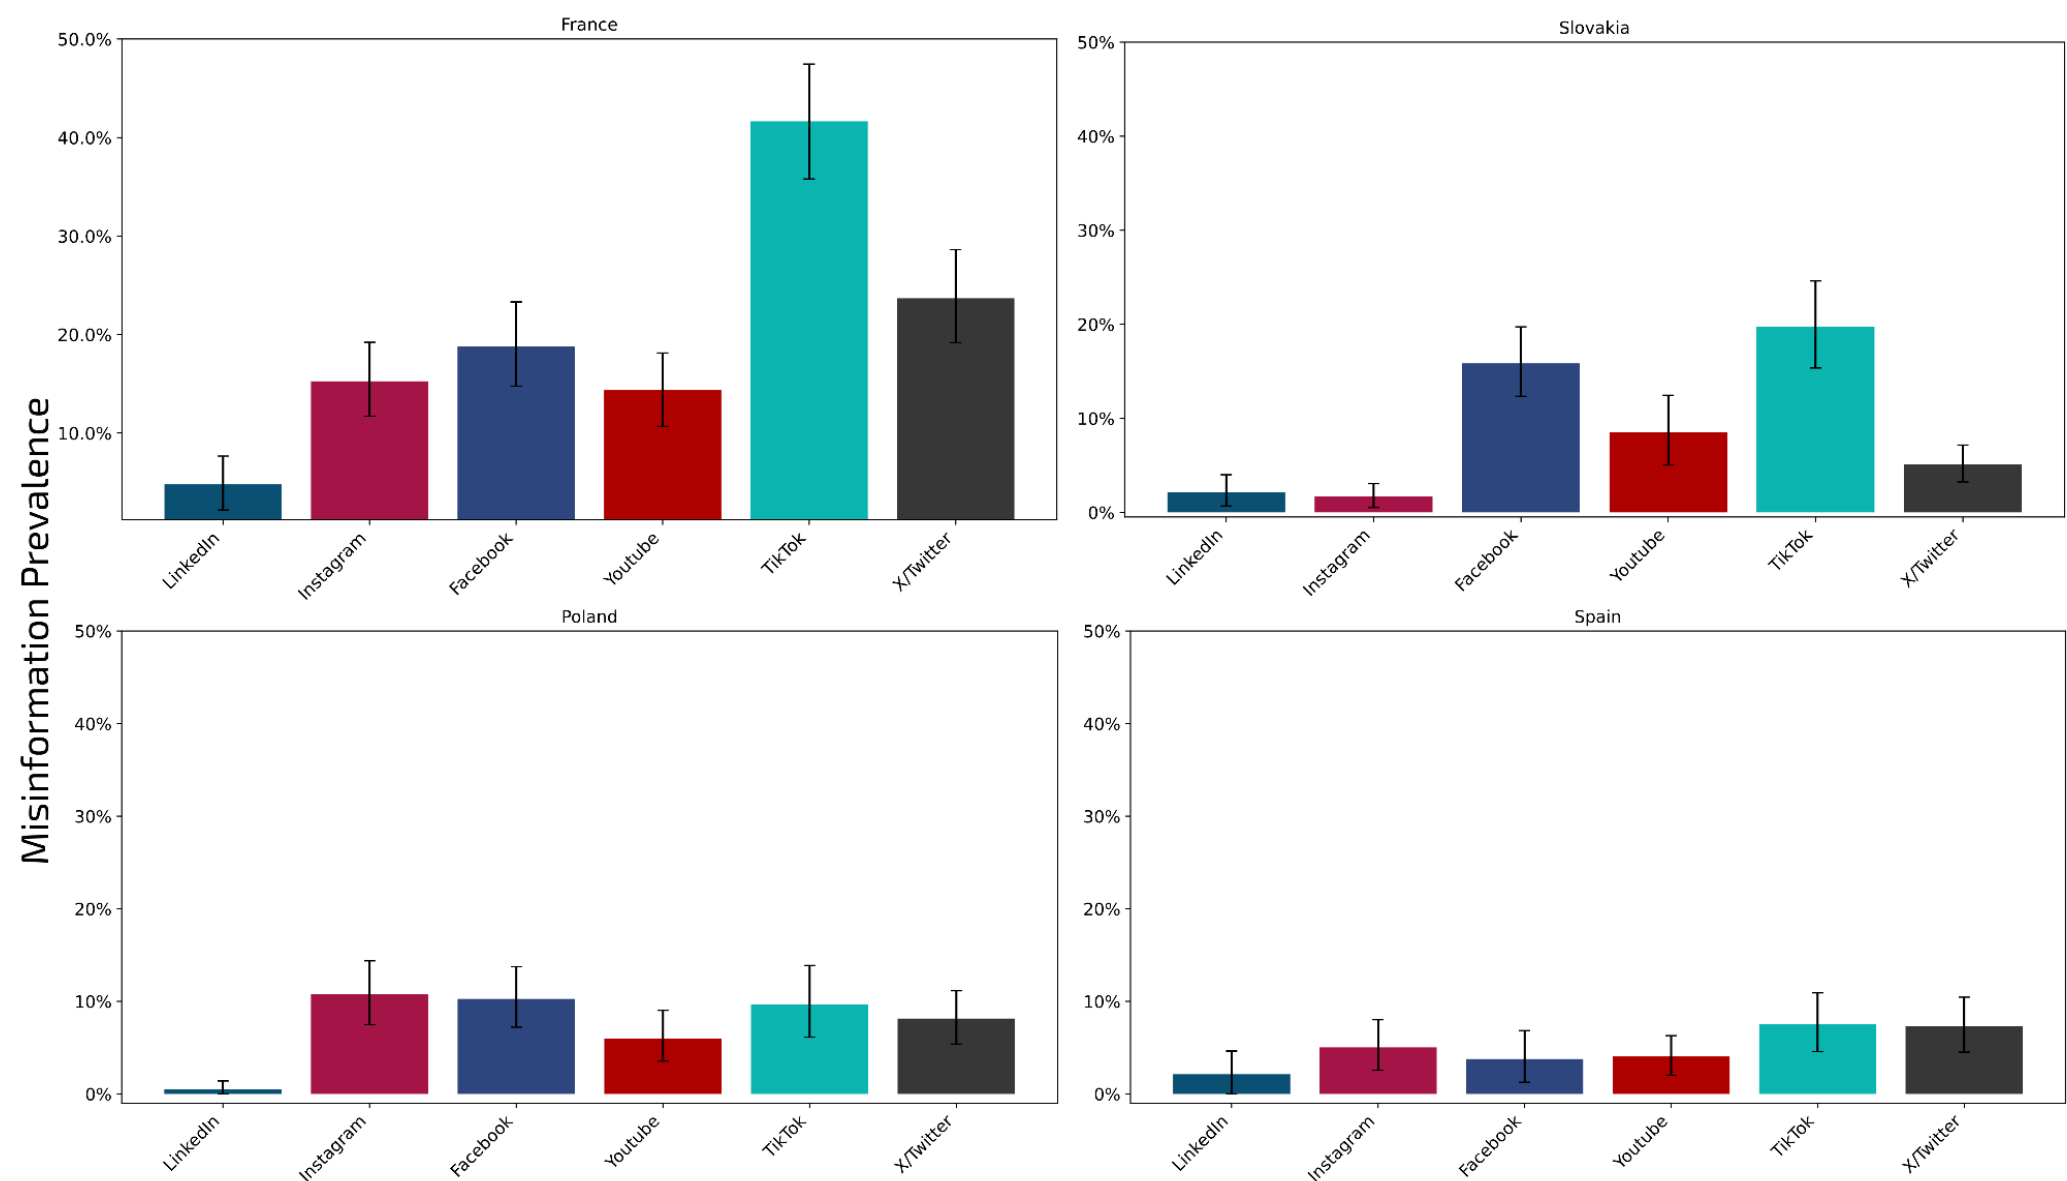 Misinformation Prevalence
France
50.0%
40.0%
30.0%
20.0%
10.0%
LinkedIn
Instagram
Facebook
Youtube
TikTok
X/Twitter
Slovakia
50%
40%
30%
20%
10%
0%
LinkedIn
Instagram
Facebook
Youtube
TikTok
X/Twitter
Poland
50%
40%
30%
20%
10%
0%
LinkedIn
Instagram
Facebook
Youtube
TikTok
X/Twitter
Spain
50%
40%
30%
20%
10%
0%
LinkedIn
Instagram
Facebook
Youtube
TikTok
X/Twitter